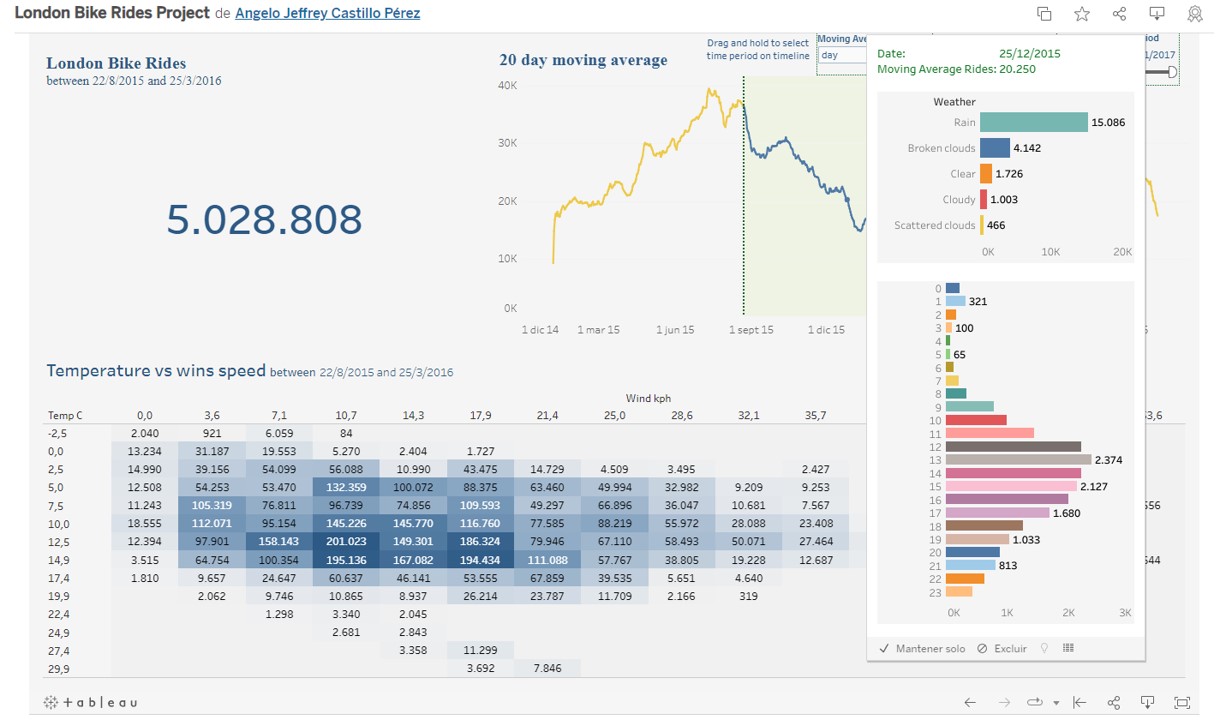 London Bike Rides Project de Angelo Jeffrey Castillo Pérez
London Bike Rides
between 22/8/2015 and 25/3/2016
5.028.808
20 day moving average
Drag and hold to select
time period on timeline
Moving Ave
day
iod
1/2017
40K
30K
20K
10K
0K
1 dic 14 1 mar 15 1 jun 15 1 sept 15 1 dic 15
Date: 25/12/2015
Moving Average Rides: 20.250
Weather
Rain 15.086
Broken clouds 4.142
Clear 1.726
Cloudy 1.003
Scattered clouds 466
0K 10K 20K
0
1 321
2
3 100
4
5 65
6
7
8
9
10
11
12
13 2.374
14
15 2.127
16
17 1.680
18
19 1.033
20
21 813
22
23
0K 1K 2K 3K
Mantener solo Excluir
Temperature vs wins speed between 22/8/2015 and 25/3/2016
Wind kph
Temp C 0,0 3,6 7,1 10,7 14,3 17,9 21,4 25,0 28,6 32,1 35,7 3,6
-2,5 2.040 921 6.059 84
0,0 13.234 31.187 19.553 5.270 2.404 1.727
2,5 14.990 39.156 54.099 56.088 10.990 43.475 14.729 4.509 3.495 2.427
5,0 12.508 54.253 53.470 132.359 100.072 88.375 63.460 49.994 32.982 9.209 9.253
7,5 11.243 105.319 76.811 96.739 74.856 109.593 49.297 66.896 36.047 10.681 7.567 556
10,0 18.555 112.071 95.154 145.226 145.770 116.760 77.585 88.219 55.972 28.088 23.408
12,5 12.394 97.901 158.143 201.023 149.301 186.324 79.946 67.110 58.493 50.071 27.464
14,9 3.515 64.754 100.354 195.136 167.082 194.434 111.088 57.767 38.805 19.228 12.687 544
17,4 1.810 9.657 24.647 60.637 46.141 53.555 67.859 39.535 5.651 4.640
19,9 2.062 9.746 10.865 8.937 26.214 23.787 11.709 2.166 319
22,4 1.298 3.340 2.045
24,9 2.681 2.843
27,4 3.358 11.299
29,9 3.692 7.846
+ableau